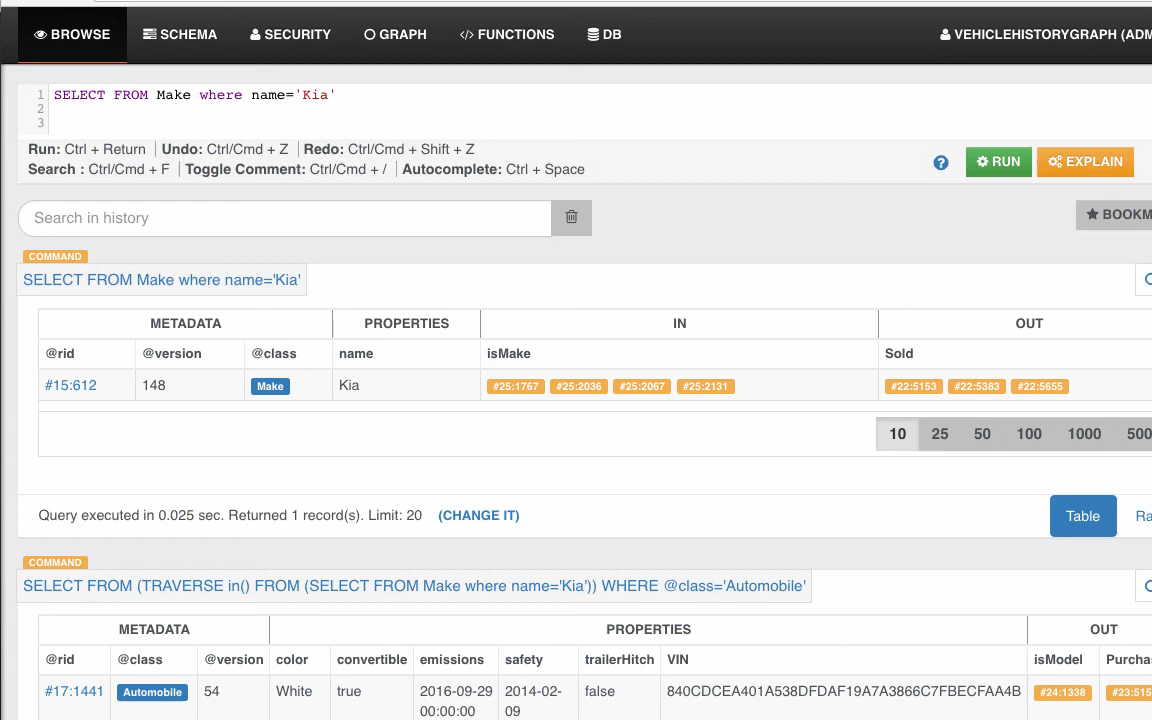 BROWSE SCHEMA SECURITY GRAPH FUNCTIONS DB VEHICLEHISTORYGRAPH (ADM
1 SELECT FROM Make where name='Kia'
2
3
Run: Ctrl + Return Undo: Ctrl/Cmd + Z Redo: Ctrl/Cmd + Shift + Z
Search : Ctrl/Cmd + F Toggle Comment: Ctrl/Cmd + / Autocomplete: Ctrl + Space
? RUN EXPLAIN
Search in history BOOKM
COMMAND
SELECT FROM Make where name='Kia'
METADATA PROPERTIES IN OUT
@rid @version @class name isMake Sold
#15:612 148 Make Kia #25:1767 #25:2036 #25:2067 #25:2131 #22:5153 #22:5383 #22:5655
10 25 50 100 1000 500
Query executed in 0.025 sec. Returned 1 record(s). Limit: 20 (CHANGE IT) Table Ra
COMMAND
SELECT FROM (TRAVERSE in() FROM (SELECT FROM Make where name='Kia')) WHERE @class='Automobile'
METADATA PROPERTIES OUT
@rid @class @version color convertible emissions safety trailerHitch VIN isModel Purcha
#17:1441 Automobile 54 White true 2016-09-29 2014-02- false 840CDCEA401A538DFDAF19A7A3866C7FBECFAA4B #24:1338 #23:515
00:00:00 09